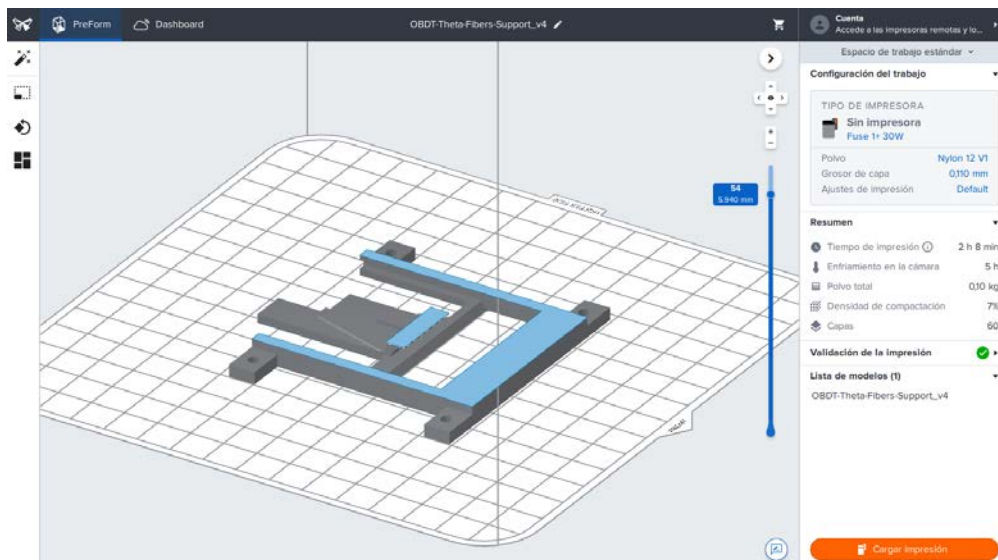 PreForm
Dashboard
OBDT-Theta-Fibers-Support_v4
Cuenta
Accede a las impresoras remotas y lo...
Espacio de trabajo estándar
Configuración del trabajo
TIPO DE IMPRESORA
Sin impresora
Fuse 1+ 30W
Polvo Nylon 12 V1
Grosor de capa 0,110 mm
Ajustes de impresión Default
54
5.940 mm
Resumen
Tiempo de impresión 2 h 8 min
Enfriamiento en la cámara 5 h
Polvo total 0,10 kg
Densidad de compactación 7%
Capas 60
Validación de la impresión
Lista de modelos (1)
OBDT-Theta-Fibers-Support_v4
Cargar impresión